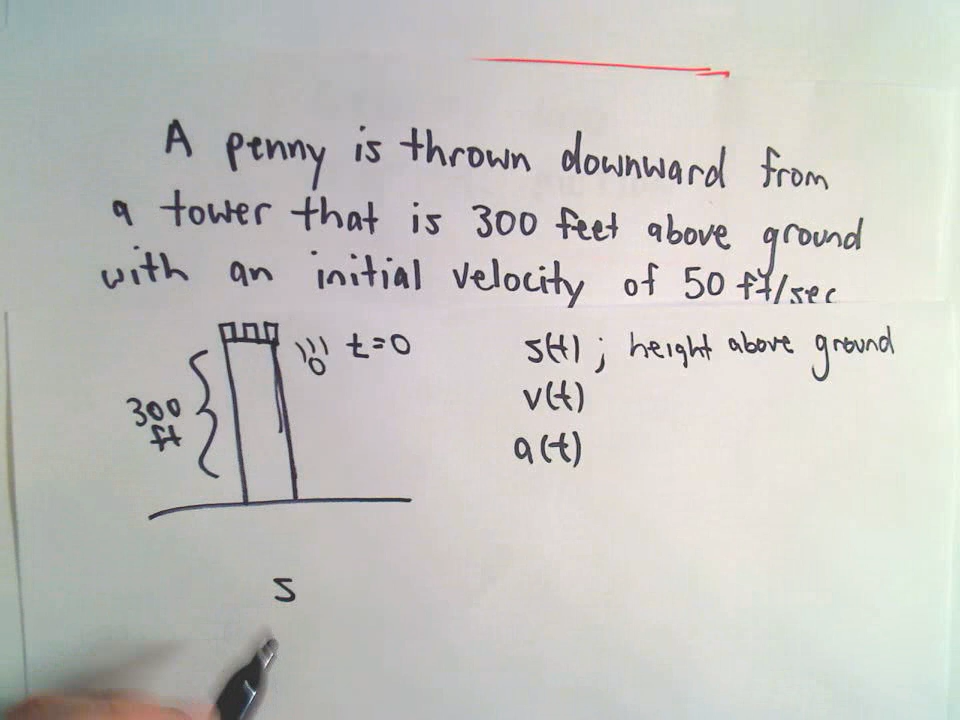 A penny is thrown downward from
a tower that is 300 feet above ground
with an initial velocity of 50 ft/sec
t=0
s(t) ; height above ground
v(t)
300
ft
a(t)
s